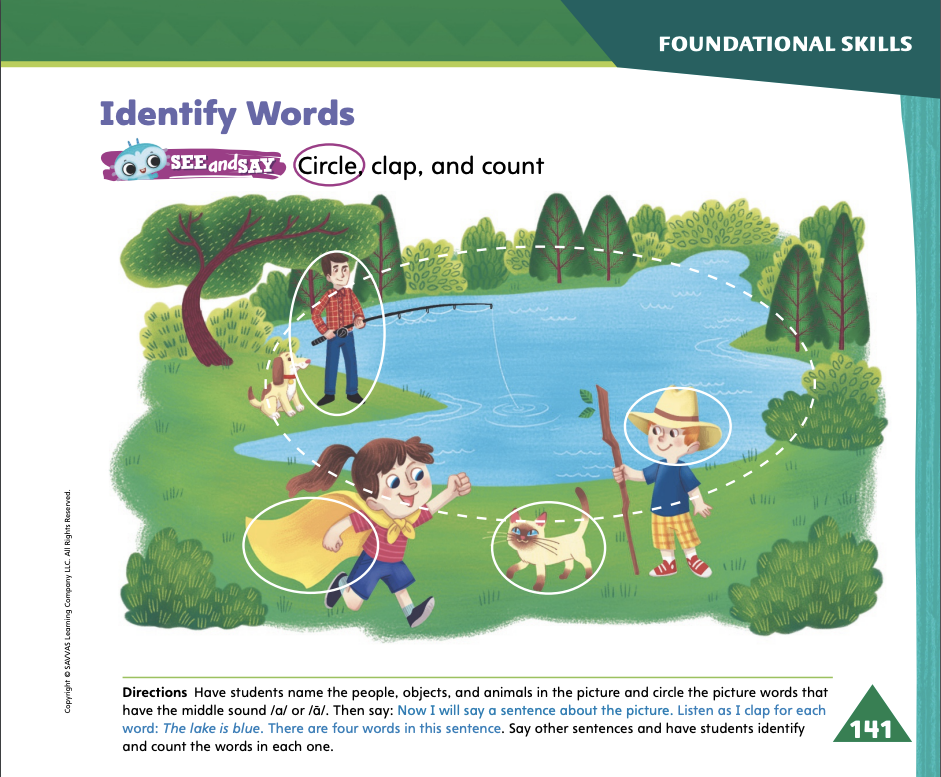 FOUNDATIONAL SKILLS
Identify Words
SEE and SAY Circle, clap, and count
Copyright © SAVVAS Learning Company LLC. All Rights Reserved.
Directions Have students name the people, objects, and animals in the picture and circle the picture words that
have the middle sound /a/ or /ā/. Then say: Now I will say a sentence about the picture. Listen as I clap for each
word: The lake is blue. There are four words in this sentence. Say other sentences and have students identify
and count the words in each one.
141